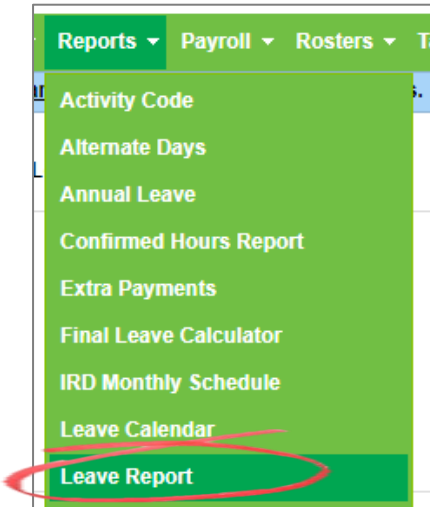 Reports Payroll Rosters
Activity Code
Alternate Days
Annual Leave
Confirmed Hours Report
Extra Payments
Final Leave Calculator
IRD Monthly Schedule
Leave Calendar
Leave Report